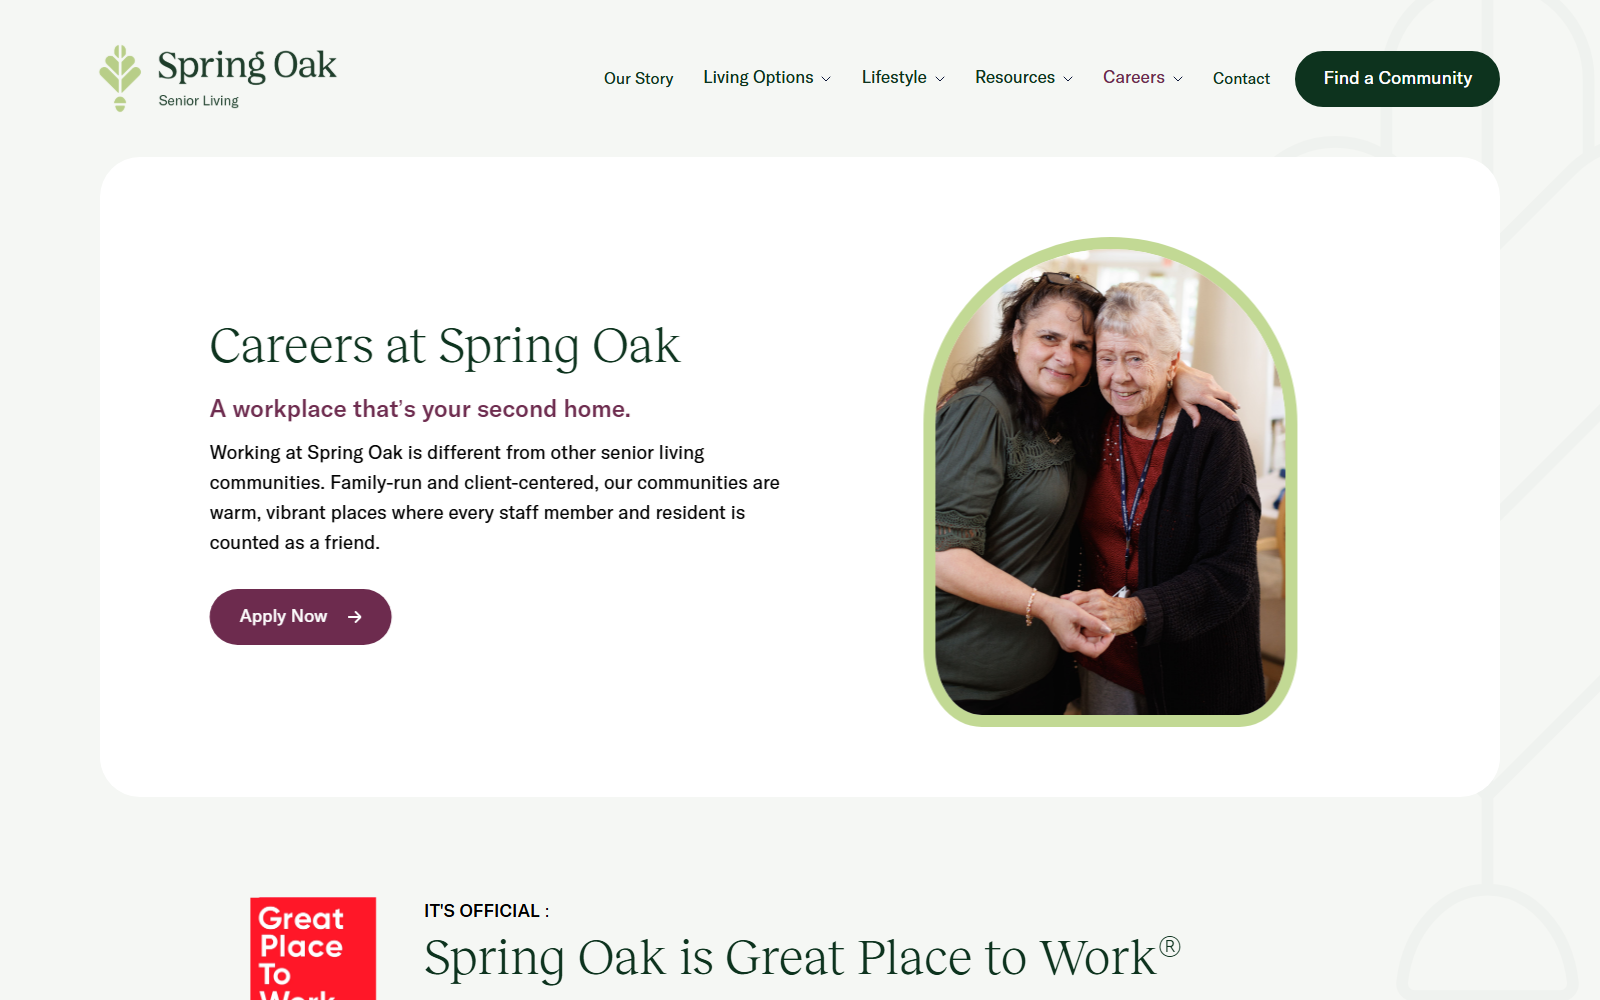 Spring Oak
Senior Living
Our Story
Living Options
Lifestyle
Resources
Careers
Contact
Find a Community
Careers at Spring Oak
A workplace that's your second home.
Working at Spring Oak is different from other senior living
communities. Family-run and client-centered, our communities are
warm, vibrant places where every staff member and resident is
counted as a friend.
Apply Now
Great
Place
To
Work
IT'S OFFICIAL :
Spring Oak is Great Place to Work®